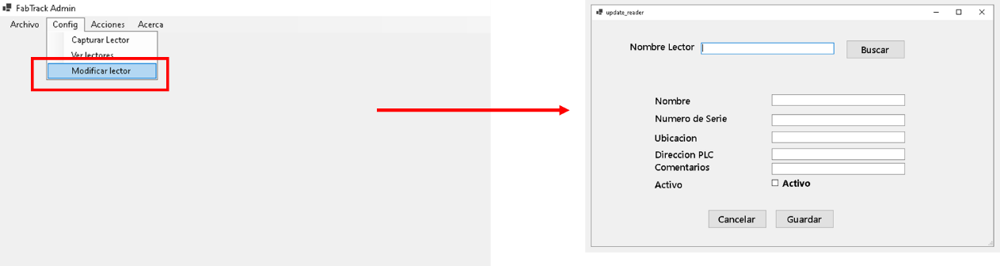 FabTrack Admin
Archivo Config Acciones Acerca
Capturar Lector
Ver lectores
Modificar lector
update_reader
Nombre Lector Buscar
Nombre
Numero de Serie
Ubicacion
Direccion PLC
Comentarios
Activo Activo
Cancelar Guardar